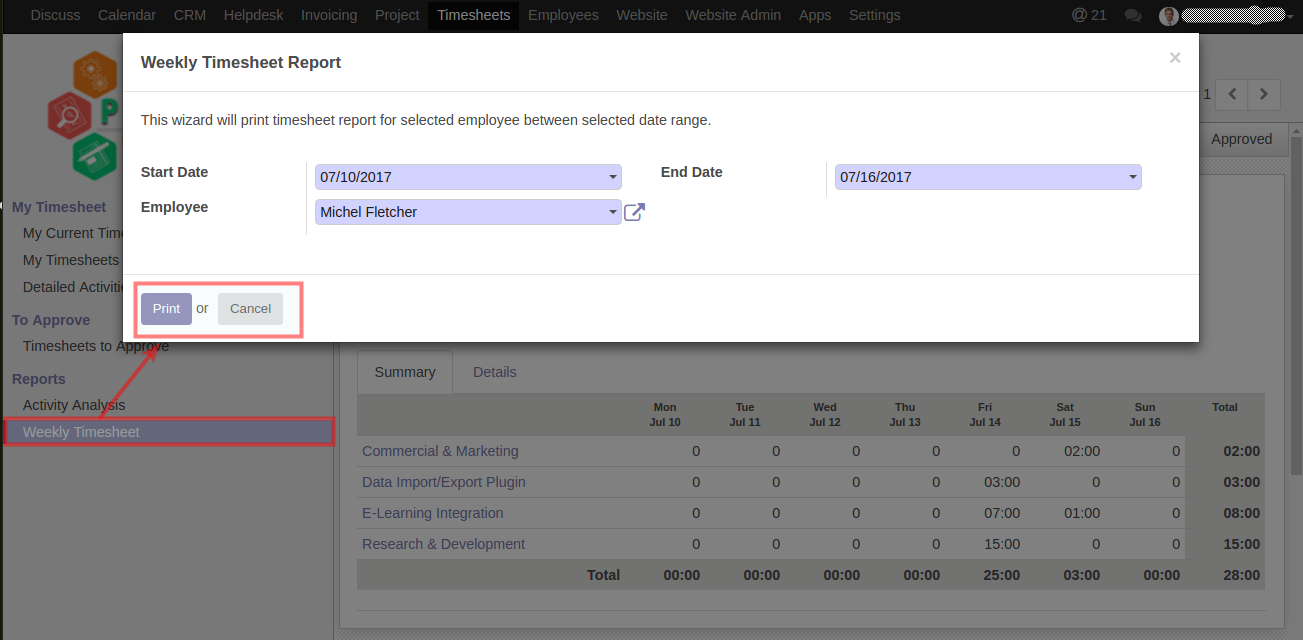 Discuss Calendar CRM Helpdesk Invoicing Project Timesheets Employees Website Website Admin Apps Settings @ 21
Weekly Timesheet Report ×
This wizard will print timesheet report for selected employee between selected date range.
Start Date 07/10/2017 End Date 07/16/2017
Employee Michel Fletcher
Print or Cancel
P
1
Approved
My Timesheet
My Current Time
My Timesheets
Detailed Activitie
To Approve
Timesheets to Approve
Reports
Activity Analysis
Weekly Timesheet
Summary Details
Mon Tue Wed Thu Fri Sat Sun Total
Jul 10 Jul 11 Jul 12 Jul 13 Jul 14 Jul 15 Jul 16
Commercial & Marketing 0 0 0 0 0 02:00 0 02:00
Data Import/Export Plugin 0 0 0 0 03:00 0 0 03:00
E-Learning Integration 0 0 0 0 07:00 01:00 0 08:00
Research & Development 0 0 0 0 15:00 0 0 15:00
Total 00:00 00:00 00:00 00:00 25:00 03:00 00:00 28:00